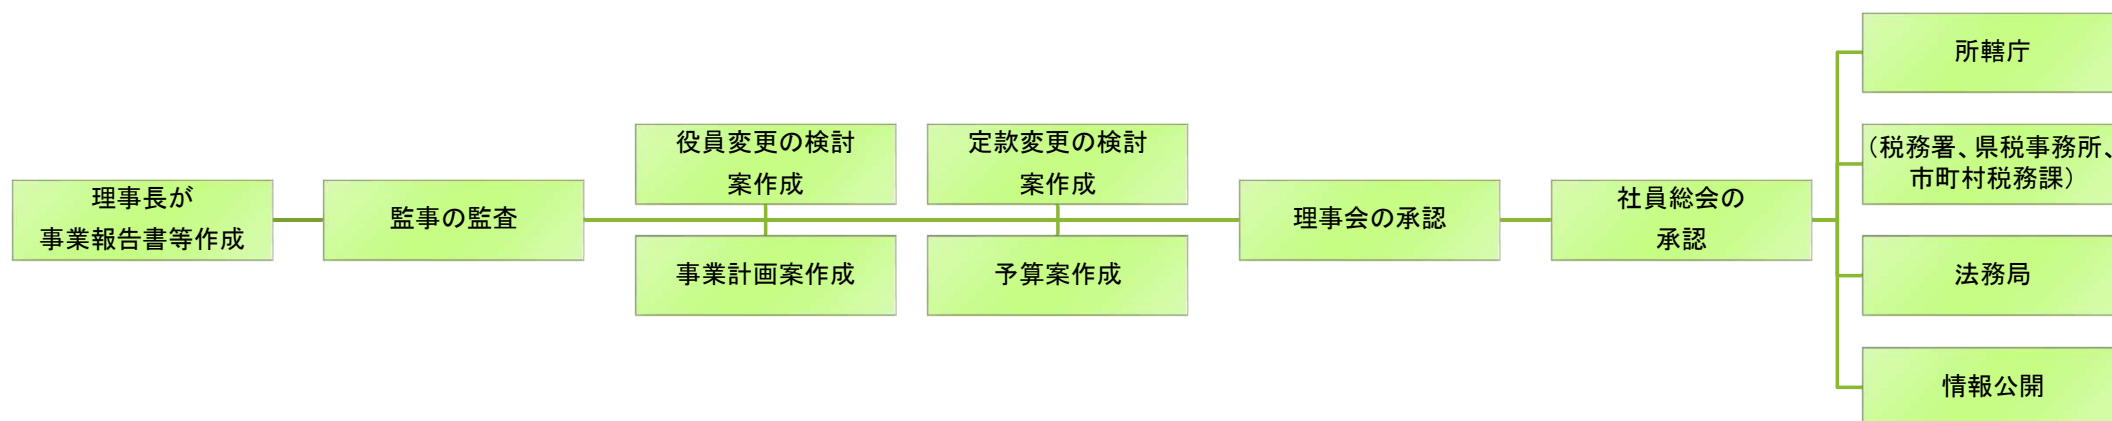 理事長が
事業報告書等作成
監事の監査
役員変更の検討
案作成
事業計画案作成
定款変更の検討
案作成
予算案作成
理事会の承認
社員総会の
承認
所轄庁
（税務署、県税事務所、
市町村税務課）
法務局
情報公開